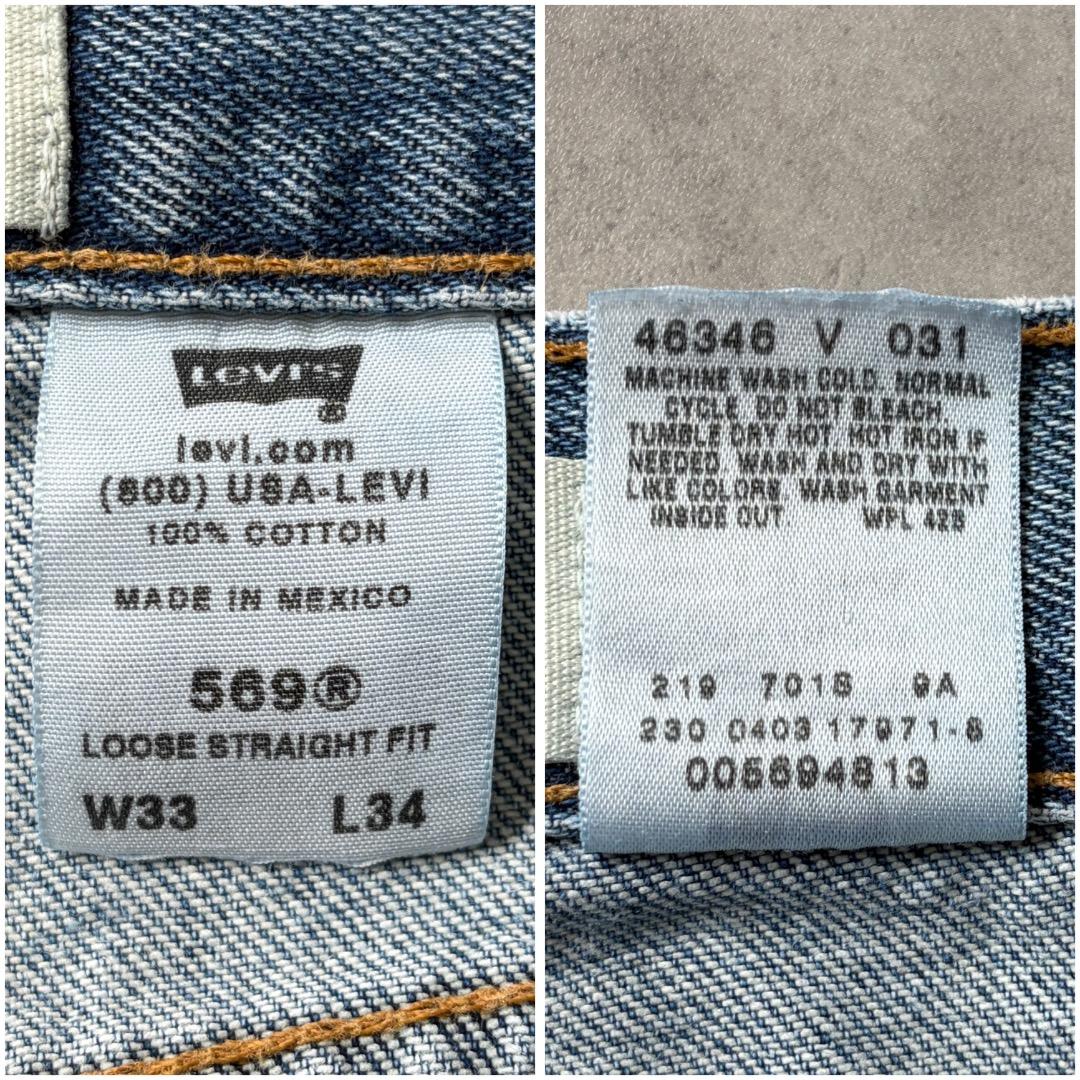 LEVI'S
®
levi.com
(800) USA-LEVI
100% COTTON
MADE IN MEXICO
569®
LOOSE STRAIGHT FIT
W33 L34
46346 V 031
MACHINE WASH COLD. NORMAL
CYCLE. DO NOT BLEACH.
TUMBLE DRY HOT. HOT IRON IF
NEEDED. WASH AND DRY WITH
LIKE COLORS. WASH GARMENT
INSIDE OUT. WPL 423
219 7018 9A
230 0403 17971-6
005694813